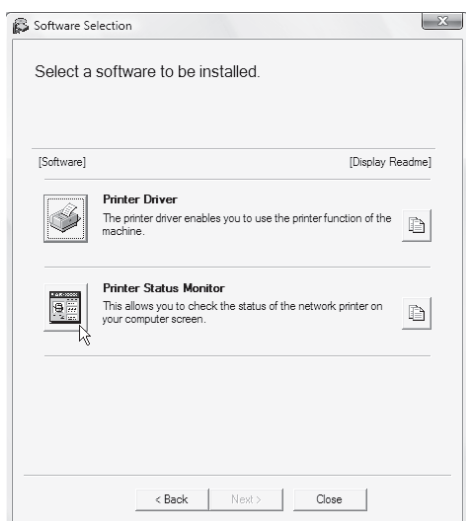 Software Selection
Select a software to be installed.
[Software] [Display Readme]
Printer Driver
The printer driver enables you to use the printer function of the
machine.
Printer Status Monitor
This allows you to check the status of the network printer on
your computer screen.
< Back Next > Close